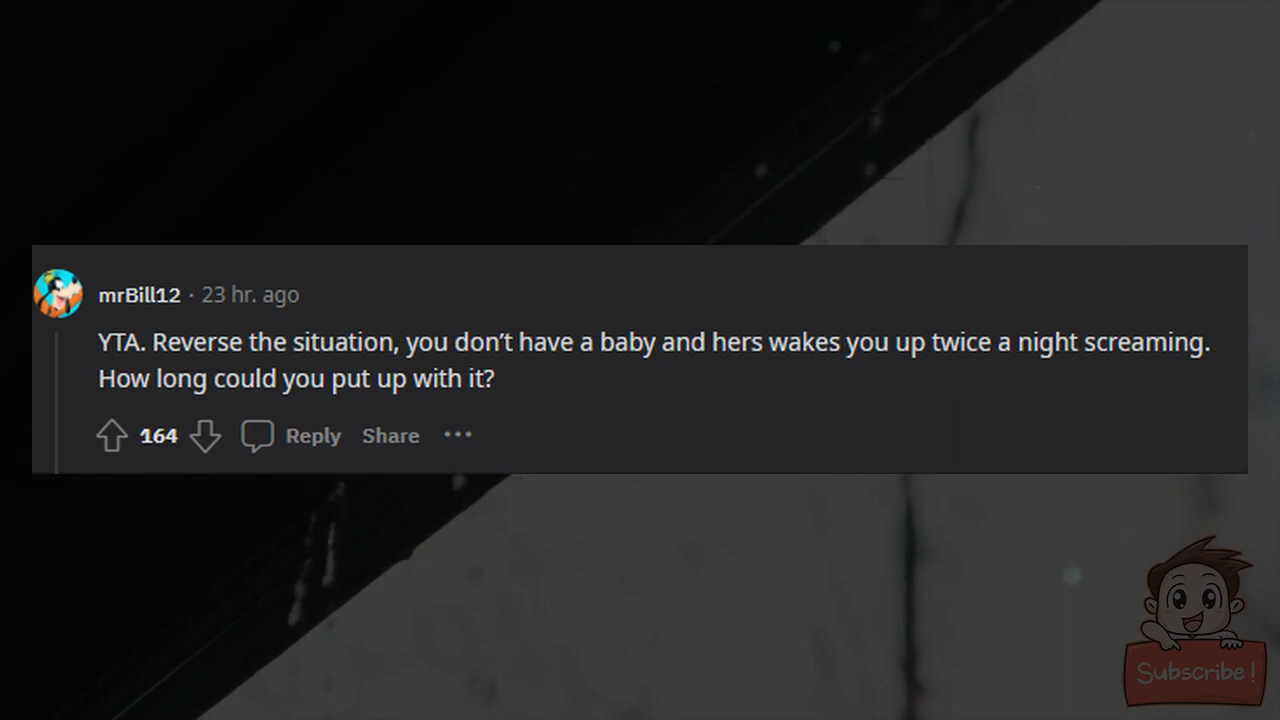 mrBill12 · 23 hr. ago
YTA. Reverse the situation, you don’t have a baby and hers wakes you up twice a night screaming.
How long could you put up with it?
164 Reply Share ···
Subscribe!